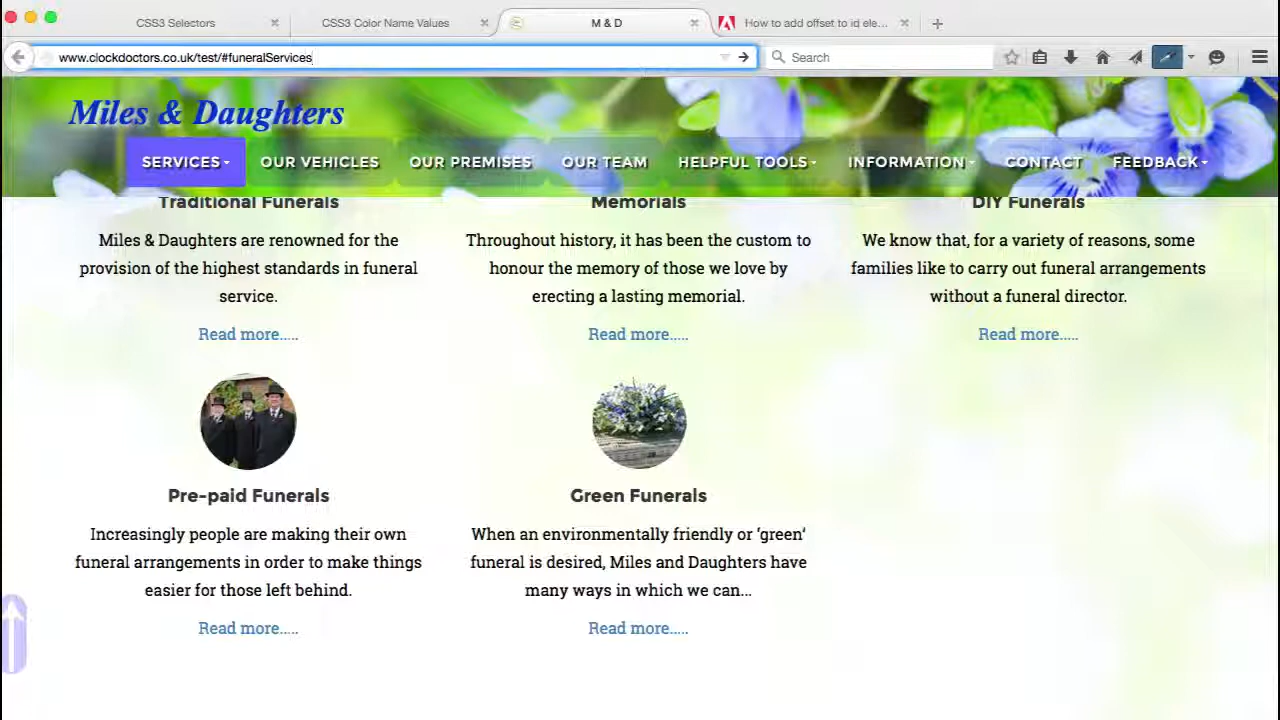 CSS3 Selectors
CSS3 Color Name Values
M & D
How to add offset to id ele...
www.clockdoctors.co.uk/test/#funeralServices
Search
Miles & Daughters
SERVICES
OUR VEHICLES
OUR PREMISES
OUR TEAM
HELPFUL TOOLS
INFORMATION
CONTACT
FEEDBACK
Traditional Funerals
Miles & Daughters are renowned for the
provision of the highest standards in funeral
service.
Read more.....
Memorials
Throughout history, it has been the custom to
honour the memory of those we love by
erecting a lasting memorial.
Read more.....
DIY Funerals
We know that, for a variety of reasons, some
families like to carry out funeral arrangements
without a funeral director.
Read more.....
Pre-paid Funerals
Increasingly people are making their own
funeral arrangements in order to make things
easier for those left behind.
Read more.....
Green Funerals
When an environmentally friendly or ‘green’
funeral is desired, Miles and Daughters have
many ways in which we can...
Read more.....